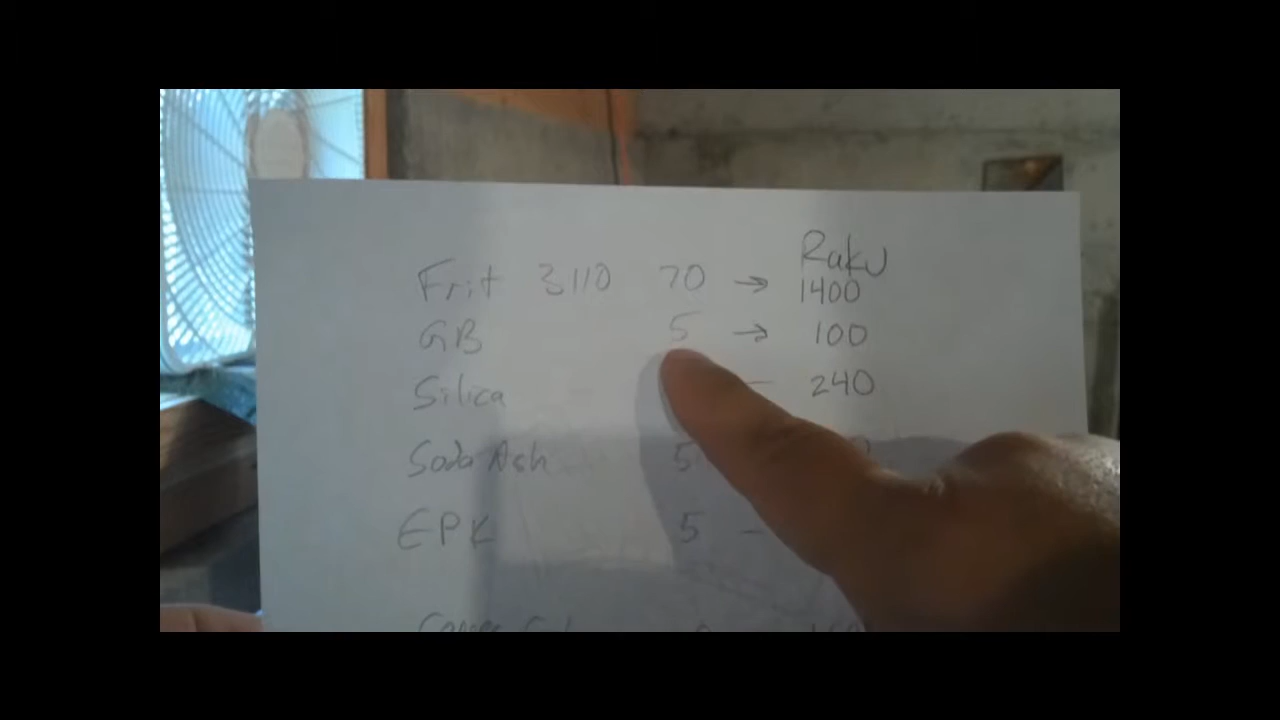 Raku
Frit 3110 70 → 1400
GB 5 → 100
Silica — 240
Soda Ash 5
EPK 5 —